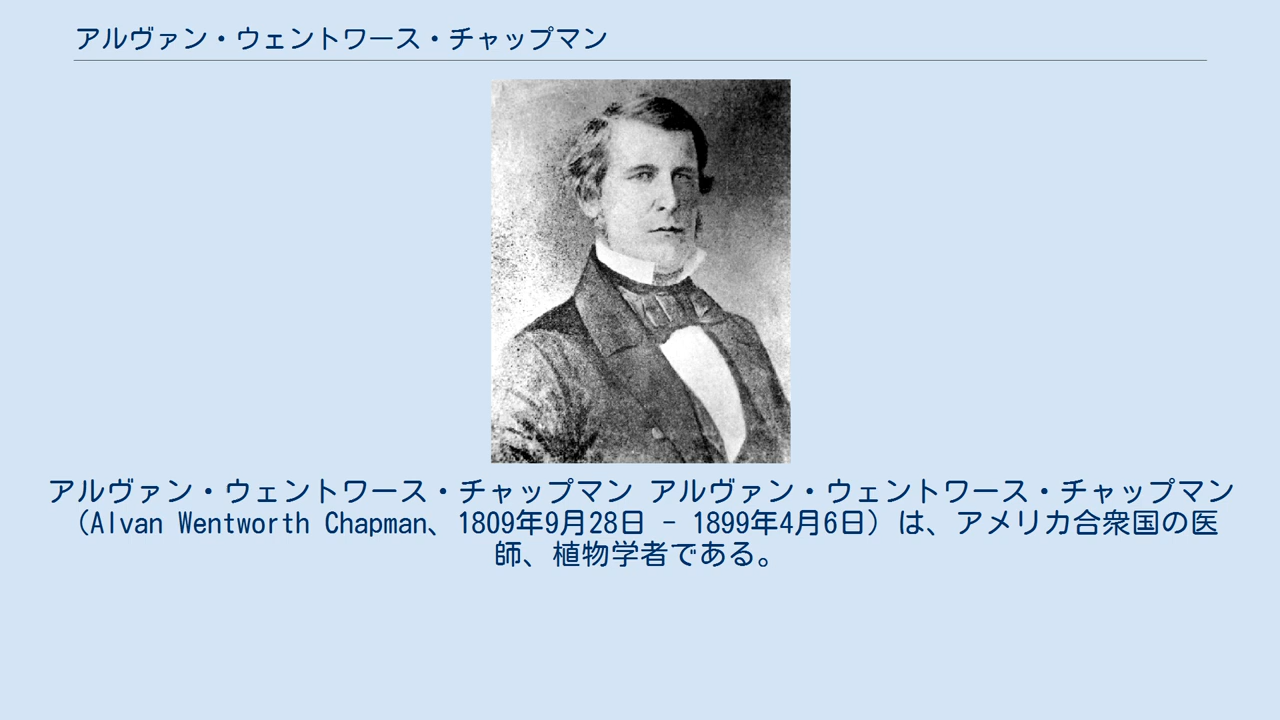 アルヴァン・ウェントワース・チャップマン
アルヴァン・ウェントワース・チャップマン アルヴァン・ウェントワース・チャップマン
（Alvan Wentworth Chapman、1809年9月28日 - 1899年4月6日）は、アメリカ合衆国の医
師、植物学者である。